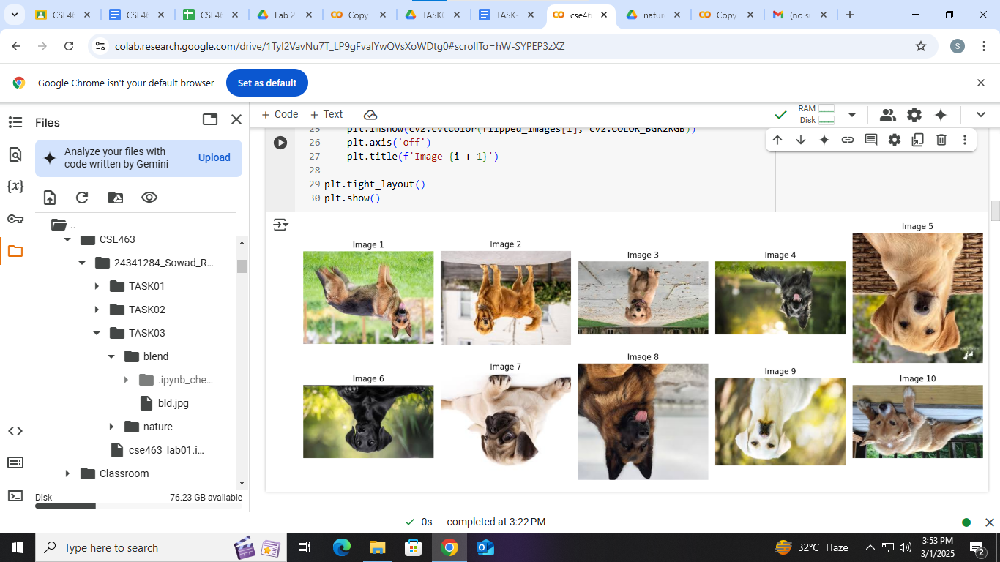 CSE46
CSE46
CSE46
Lab 2
Copy
TASK0
TASK-
cse46
natur
Copy
(no su
colab.research.google.com/drive/1Tyl2VavNu7T_LP9gFvaIYwQVsXoWDtg0#scrollTo=hW-SYPEP3zXZ
S
Google Chrome isn't your default browser
Set as default
Files
+ Code + Text
RAM
Disk
Analyze your files with
code written by Gemini
Upload
{x}
..
CSE463
24341284_Sowad_R...
TASK01
TASK02
TASK03
blend
.ipynb_che...
bld.jpg
nature
cse463_lab01.i...
Classroom
Disk
76.23 GB available
25 plt.imshow(cv2.cvtColor(flipped_images[i], cv2.COLOR_BGR2RGB))
26 plt.axis('off')
27 plt.title(f'Image {i + 1}')
28
29 plt.tight_layout()
30 plt.show()
Image 1
Image 2
Image 3
Image 4
Image 5
Image 6
Image 7
Image 8
Image 9
Image 10
0s completed at 3:22 PM
Type here to search
32°C Haze
3:53 PM
3/1/2025
2